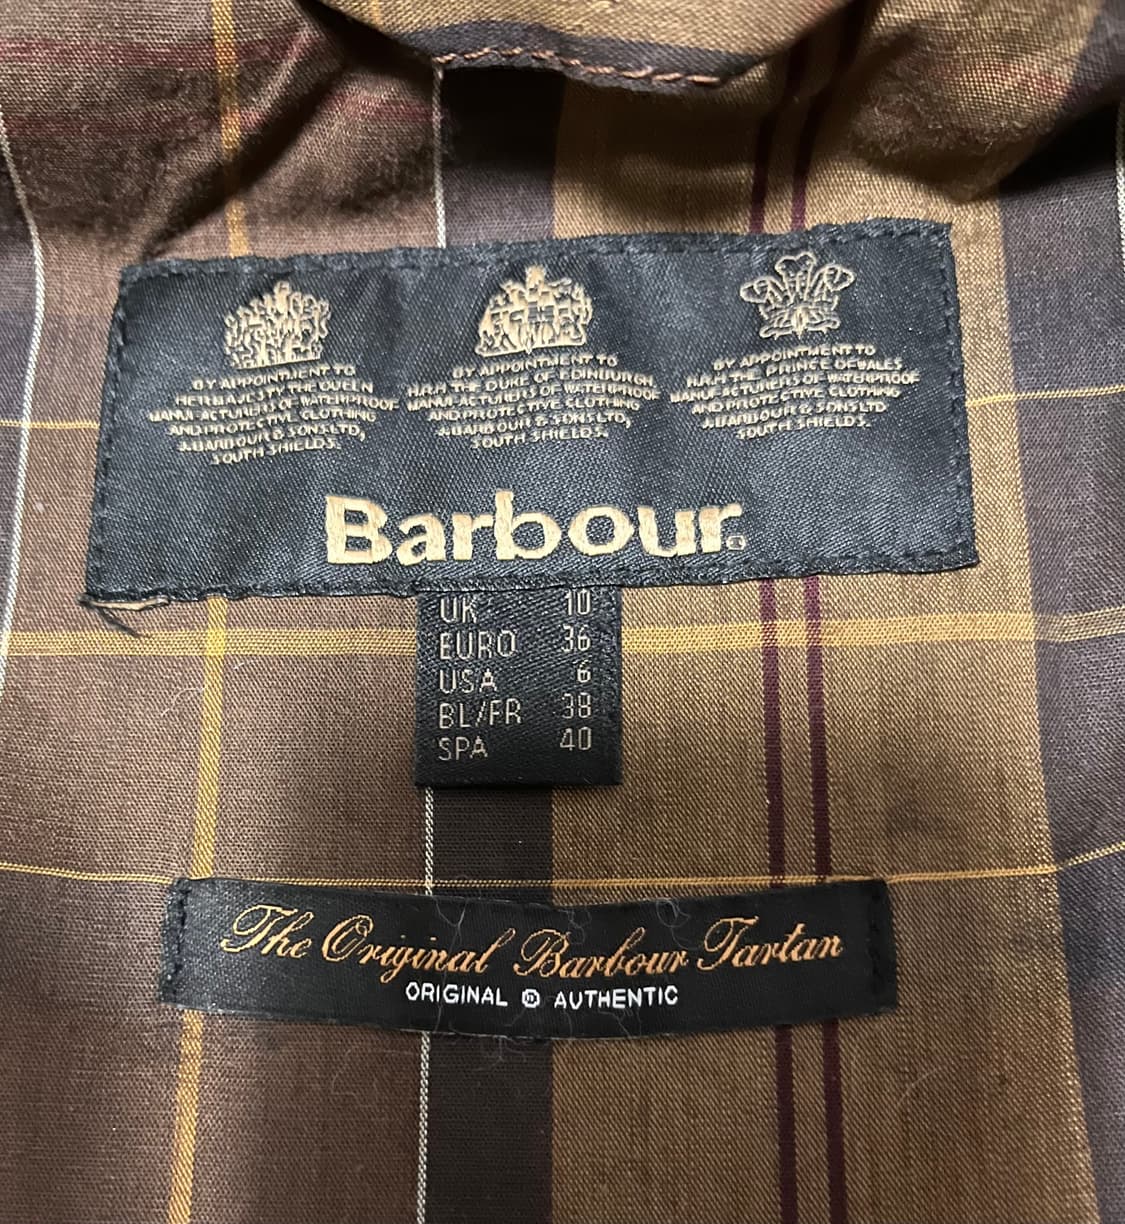 BY APPOINTMENT TO
HER MAJESTY THE QUEEN
MANUFACTURERS OF WATERPROOF
AND PROTECTIVE CLOTHING
J.BARBOUR & SONS LTD,
SOUTH SHIELDS.
BY APPOINTMENT TO
H.R.H. THE DUKE OF EDINBURGH
MANUFACTURERS OF WATERPROOF
AND PROTECTIVE CLOTHING
J.BARBOUR & SONS LTD,
SOUTH SHIELDS.
BY APPOINTMENT TO
H.R.H. THE PRINCE OF WALES
MANUFACTURERS OF WATERPROOF
AND PROTECTIVE CLOTHING
J.BARBOUR & SONS LTD
SOUTH SHIELDS.
Barbour®
UK 10
EURO 36
USA 6
BL/FR 38
SPA 40
The Original Barbour Tartan
ORIGINAL ® AUTHENTIC